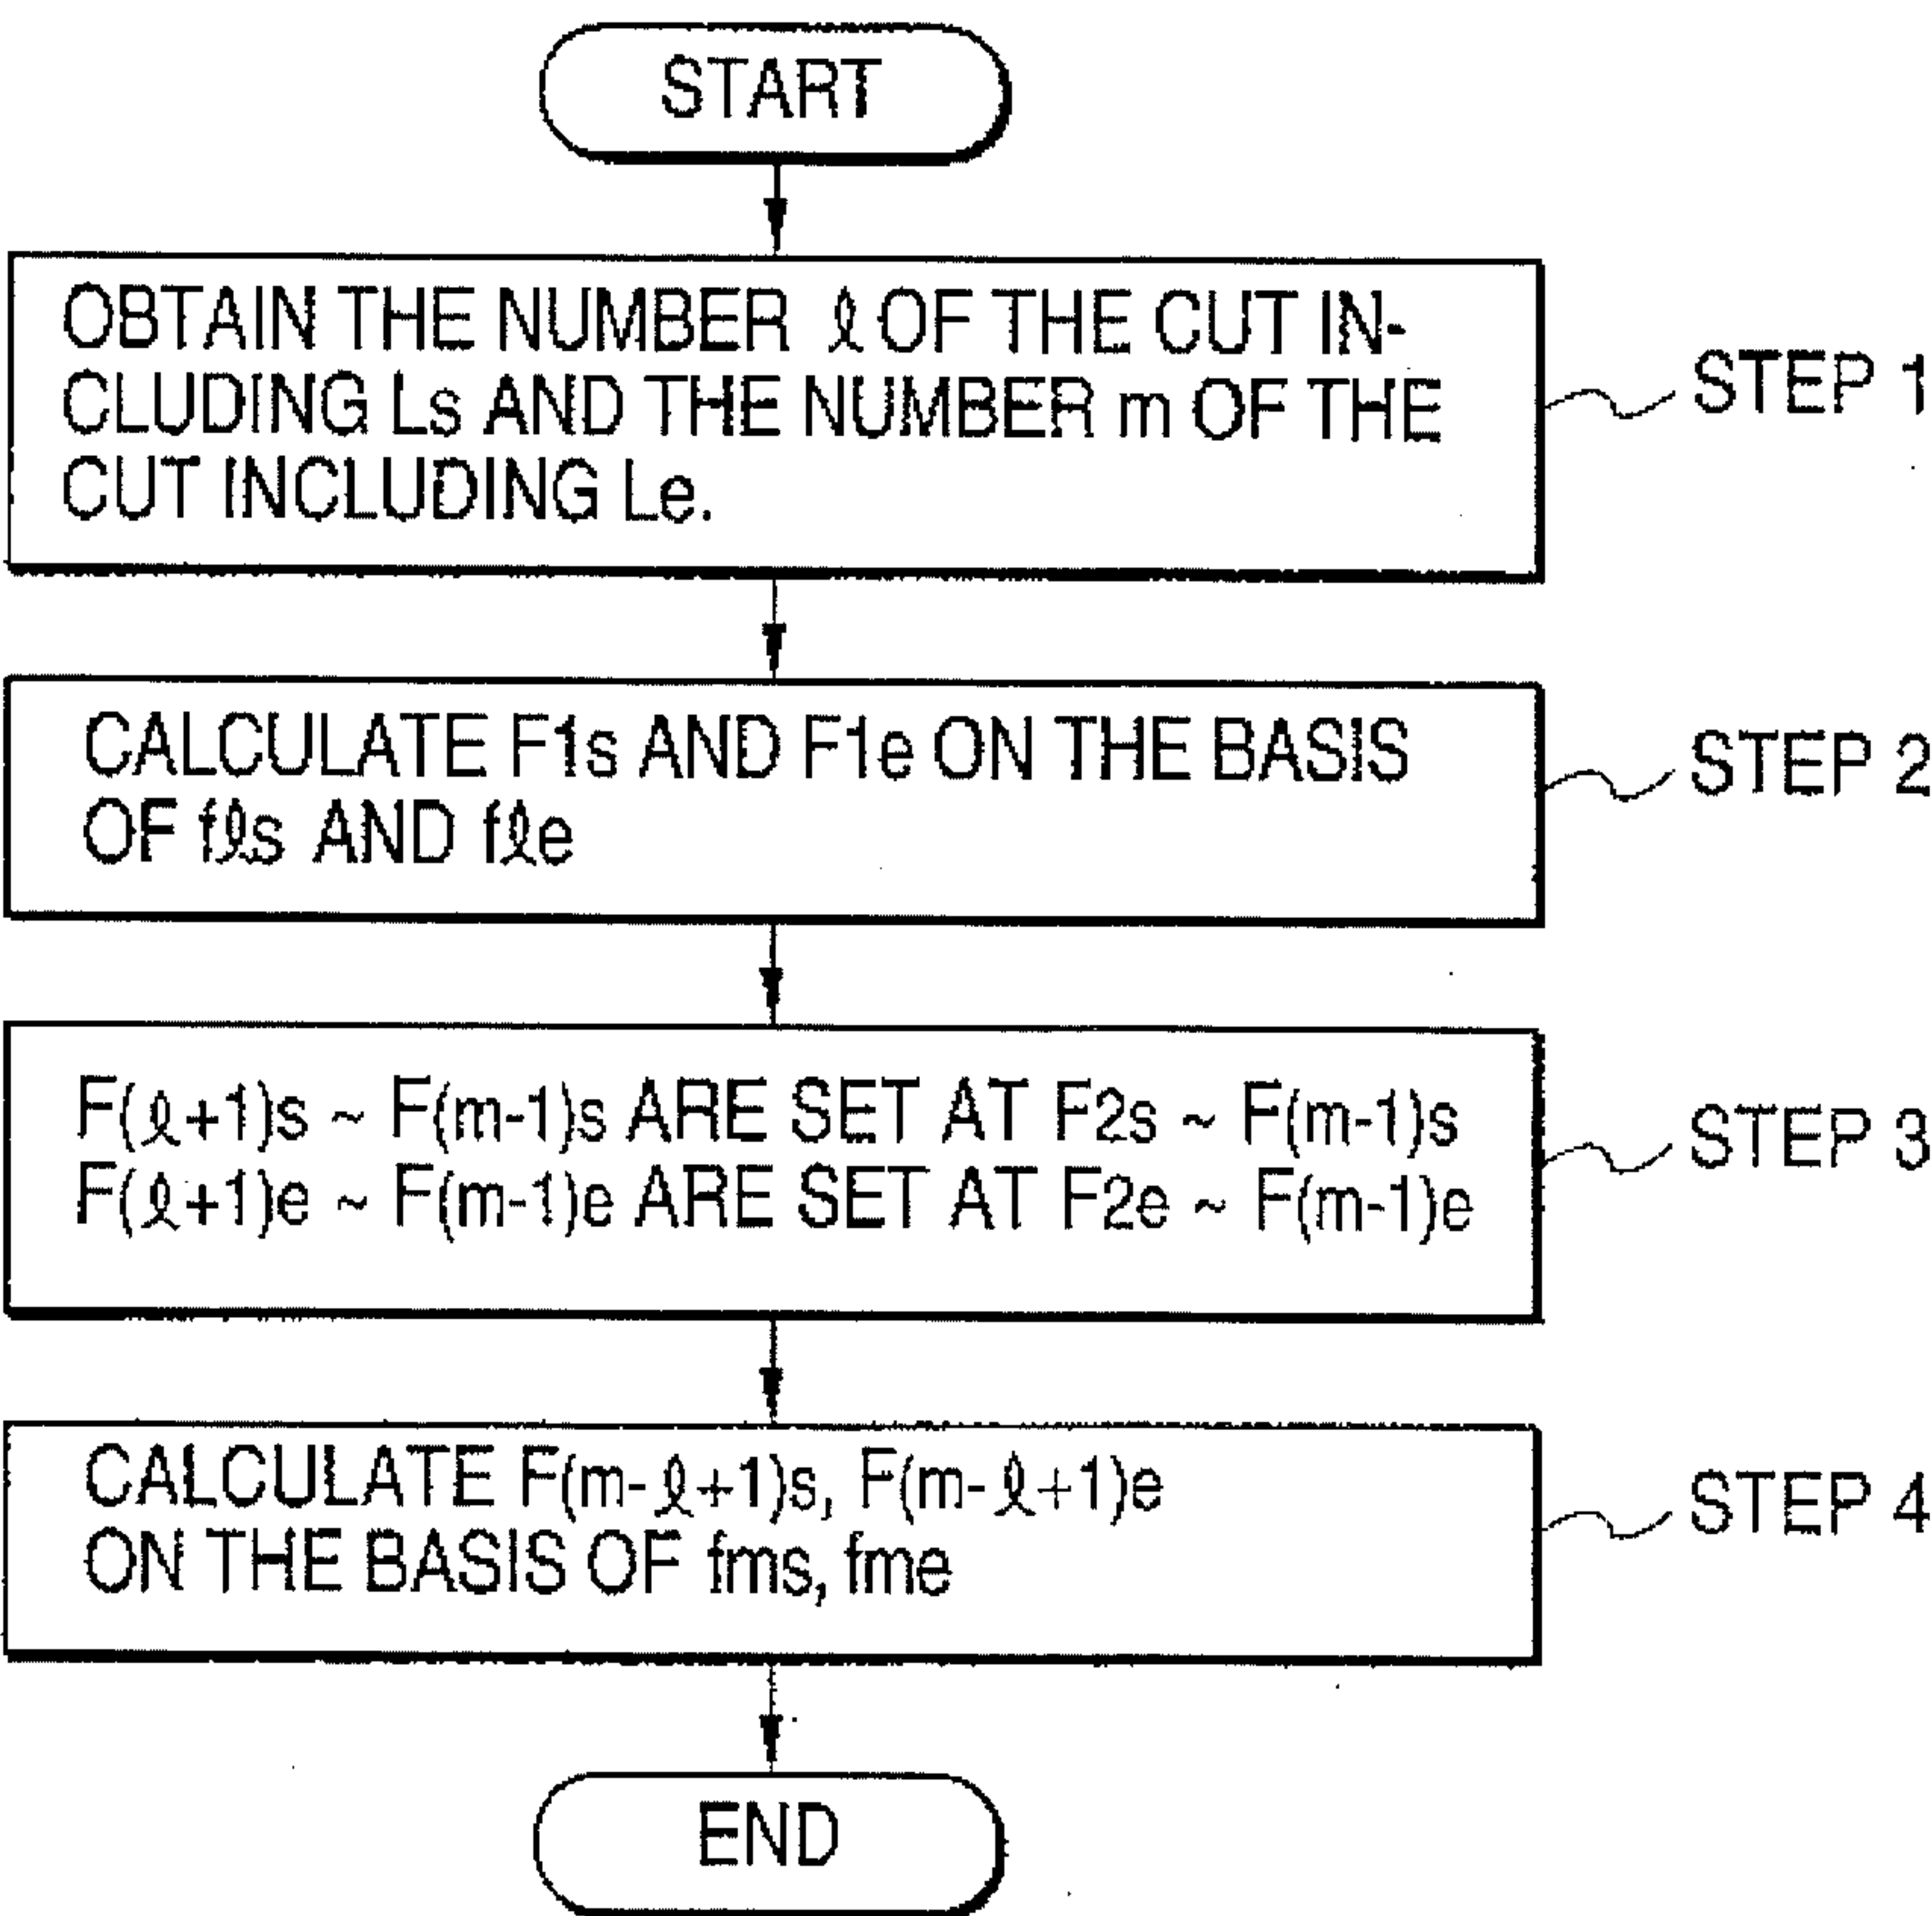 START
OBTAIN THE NUMBER ℓ OF THE CUT IN-
CLUDING Ls AND THE NUMBER m OF THE
CUT INCLUDING Le.
STEP 1
CALCULATE F1s AND F1e ON THE BASIS
OF fℓs AND fℓe
STEP 2
F(ℓ+1)s ~ F(m-1)s ARE SET AT F2s ~ F(m-1)s
F(ℓ+1)e ~ F(m-1)e ARE SET AT F2e ~ F(m-1)e
STEP 3
CALCULATE F(m-ℓ+1)s, F(m-ℓ+1)e
ON THE BASIS OF fms, fme
STEP 4
END